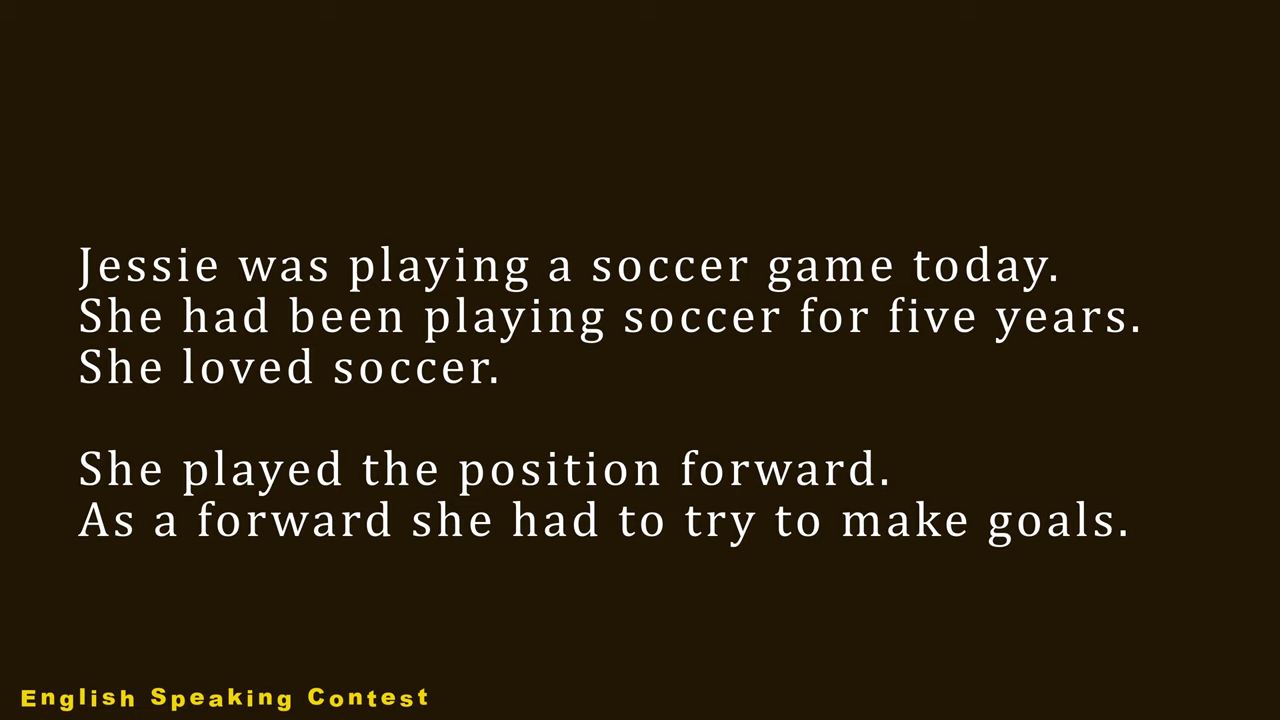 Jessie was playing a soccer game today.
She had been playing soccer for five years.
She loved soccer.
She played the position forward.
As a forward she had to try to make goals.
English Speaking Contest